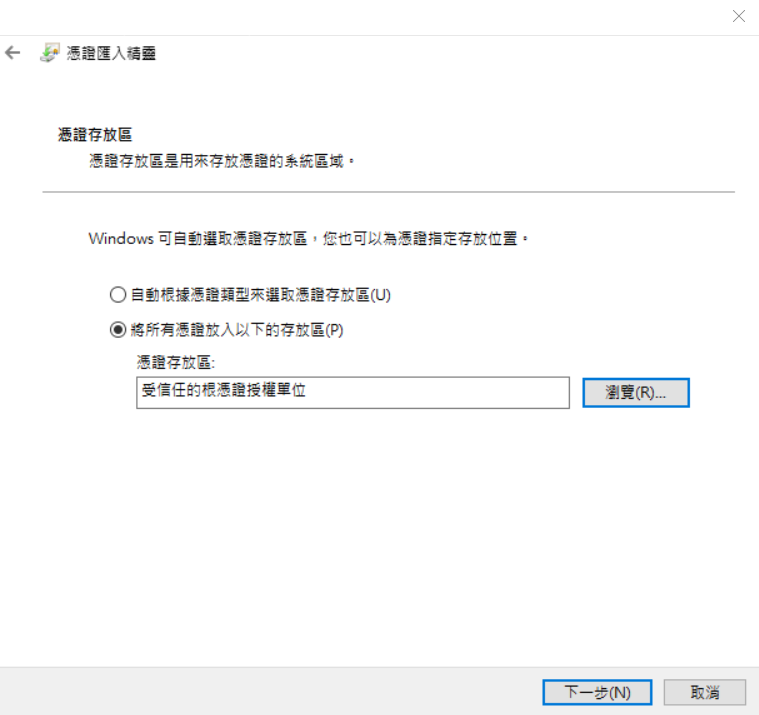 憑證匯入精靈
憑證存放區
憑證存放區是用來存放憑證的系統區域。
Windows 可自動選取憑證存放區，您也可以為憑證指定存放位置。
自動根據憑證類型來選取憑證存放區(U)
將所有憑證放入以下的存放區(P)
憑證存放區:
受信任的根憑證授權單位
瀏覽(R)...
下一步(N)
取消